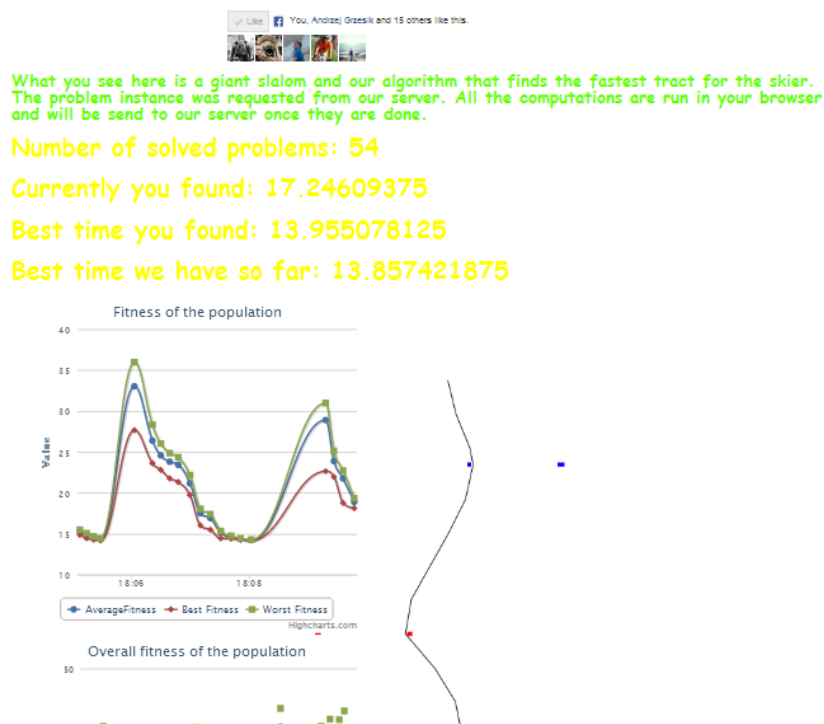 Like
You, Andrzej Grzesik and 15 others like this.
What you see here is a giant slalom and our algorithm that finds the fastest tract for the skier.
The problem instance was requested from our server. All the computations are run in your browser
and will be send to our server once they are done.
Number of solved problems: 54
Currently you found: 17.24609375
Best time you found: 13.955078125
Best time we have so far: 13.857421875
Fitness of the population
40
35
30
25
20
15
10
Value
18:06
18:08
AverageFitness
Best Fitness
Worst Fitness
Highcharts.com
Overall fitness of the population
50